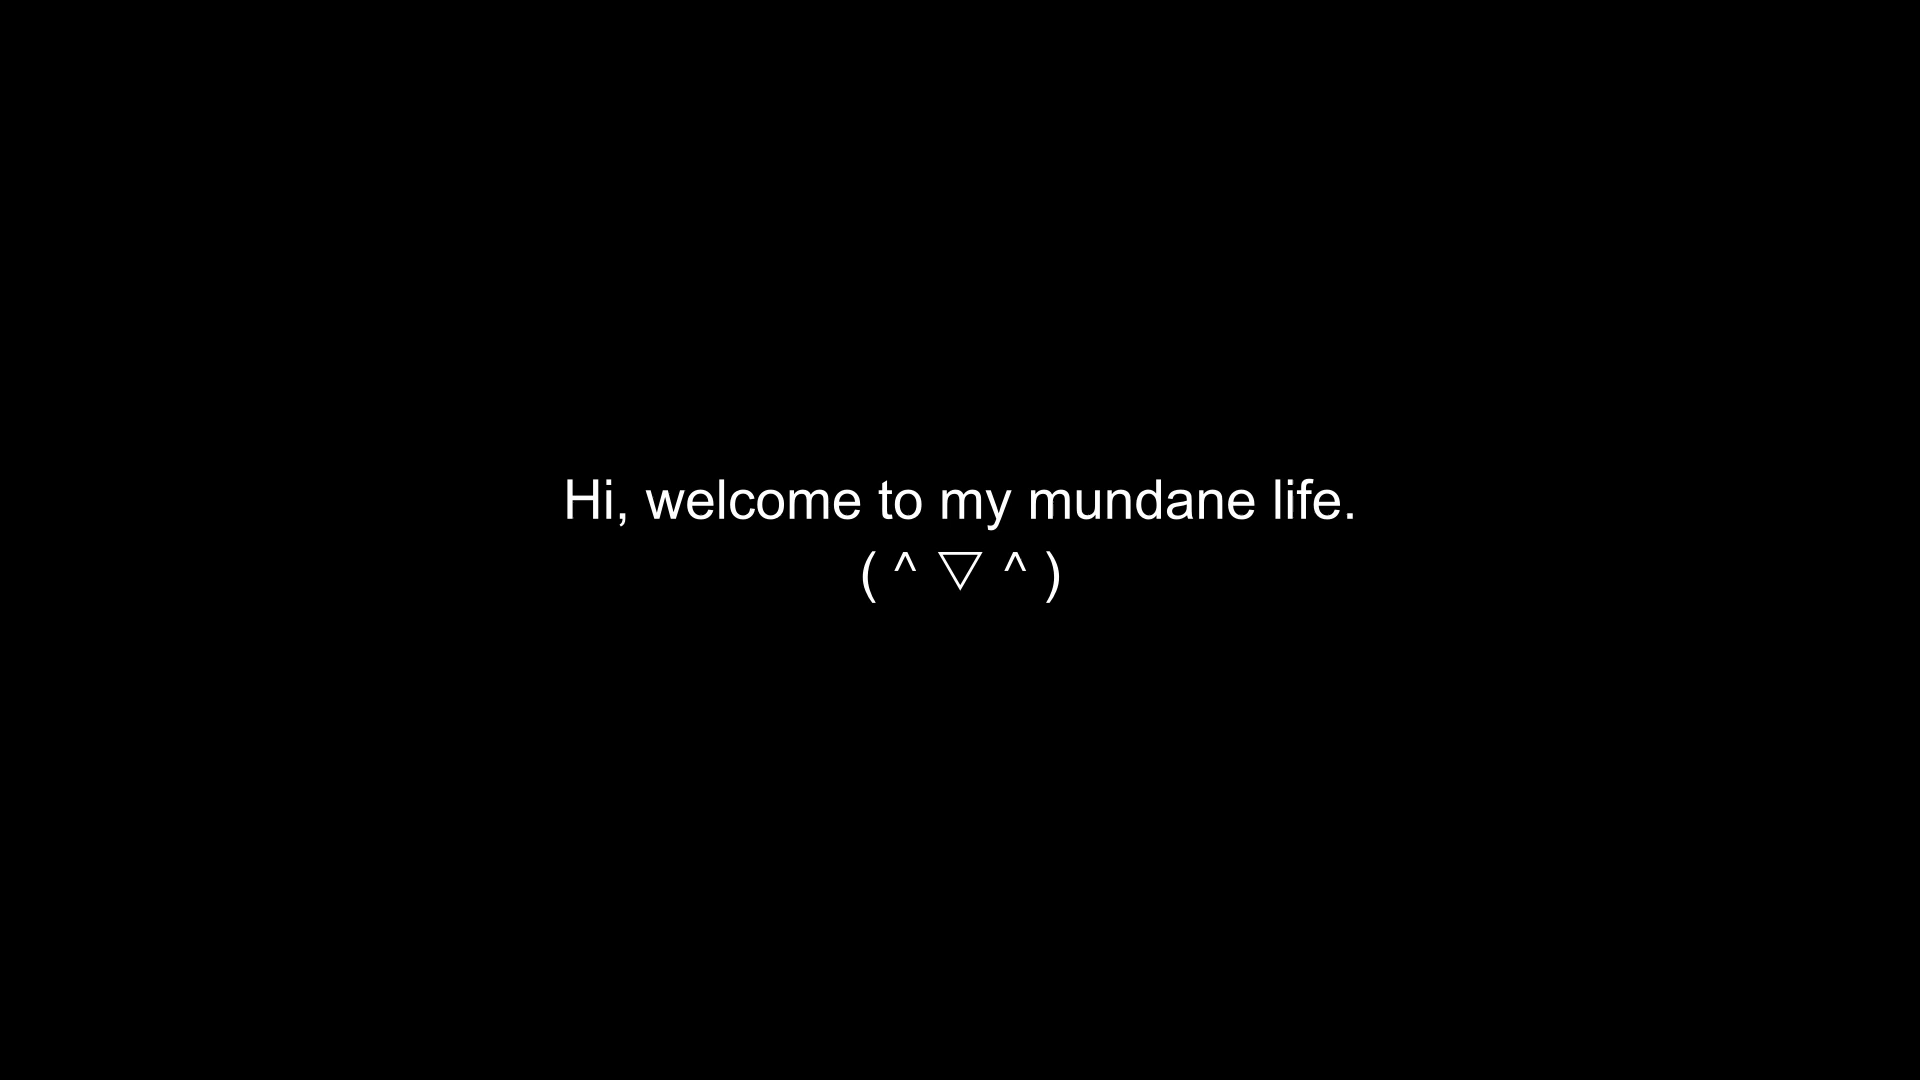 Hi, welcome to my mundane life.
( ^ ▽ ^ )